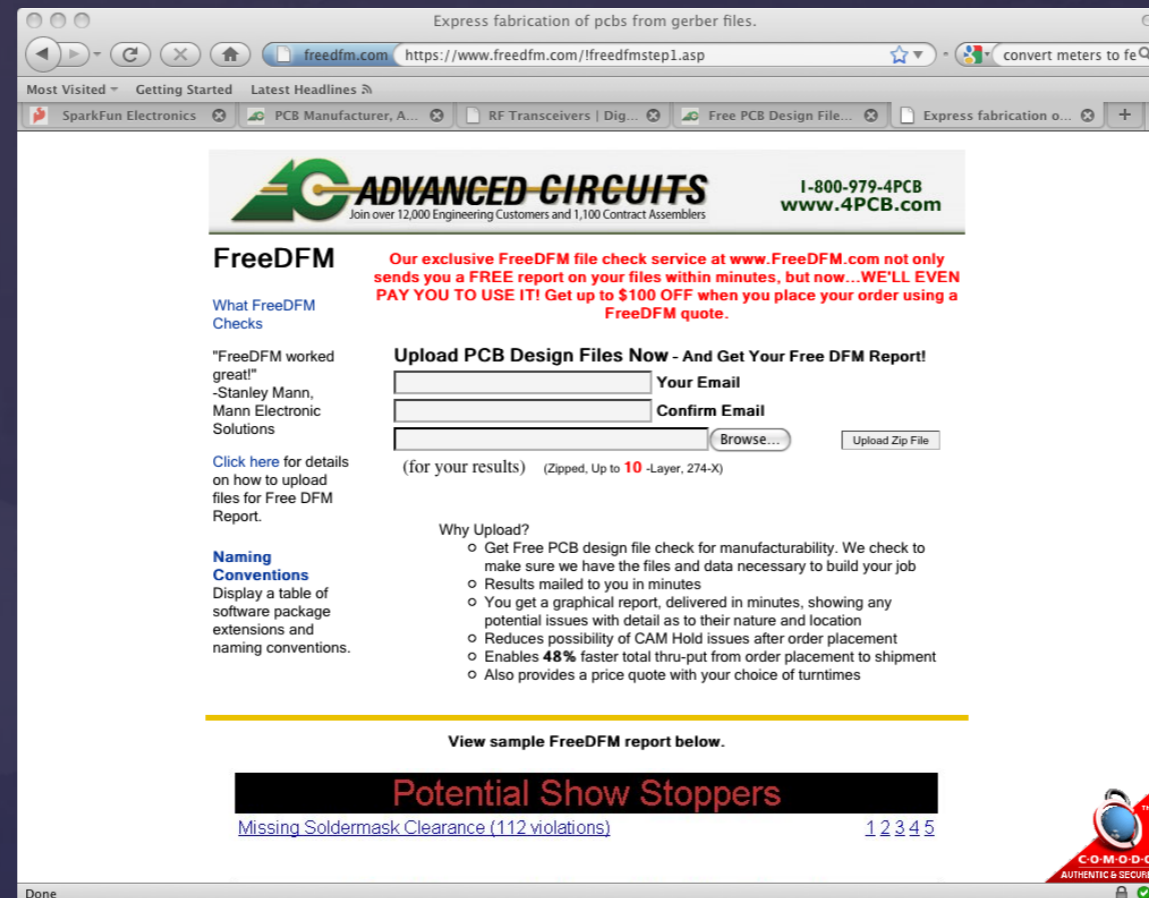 Express fabrication of pcbs from gerber files.
freedfm.com https://www.freedfm.com/!freedfmstep1.asp
convert meters to fe
Most Visited Getting Started Latest Headlines
SparkFun Electronics PCB Manufacturer, A... RF Transceivers | Dig... Free PCB Design File... Express fabrication o... +
ADVANCED CIRCUITS
Join over 12,000 Engineering Customers and 1,100 Contract Assemblers
1-800-979-4PCB
www.4PCB.com
FreeDFM
What FreeDFM
Checks
"FreeDFM worked
great!"
-Stanley Mann,
Mann Electronic
Solutions
Click here for details
on how to upload
files for Free DFM
Report.
Naming
Conventions
Display a table of
software package
extensions and
naming conventions.
Our exclusive FreeDFM file check service at www.FreeDFM.com not only
sends you a FREE report on your files within minutes, but now...WE'LL EVEN
PAY YOU TO USE IT! Get up to $100 OFF when you place your order using a
FreeDFM quote.
Upload PCB Design Files Now - And Get Your Free DFM Report!
Your Email
Confirm Email
Browse... Upload Zip File
(for your results) (Zipped, Up to 10 -Layer, 274-X)
Why Upload?
Get Free PCB design file check for manufacturability. We check to
make sure we have the files and data necessary to build your job
Results mailed to you in minutes
You get a graphical report, delivered in minutes, showing any
potential issues with detail as to their nature and location
Reduces possibility of CAM Hold issues after order placement
Enables 48% faster total thru-put from order placement to shipment
Also provides a price quote with your choice of turntimes
View sample FreeDFM report below.
Potential Show Stoppers
Missing Soldermask Clearance (112 violations) 1 2 3 4 5
C·O·M·O·D·O
AUTHENTIC & SECURE
Done